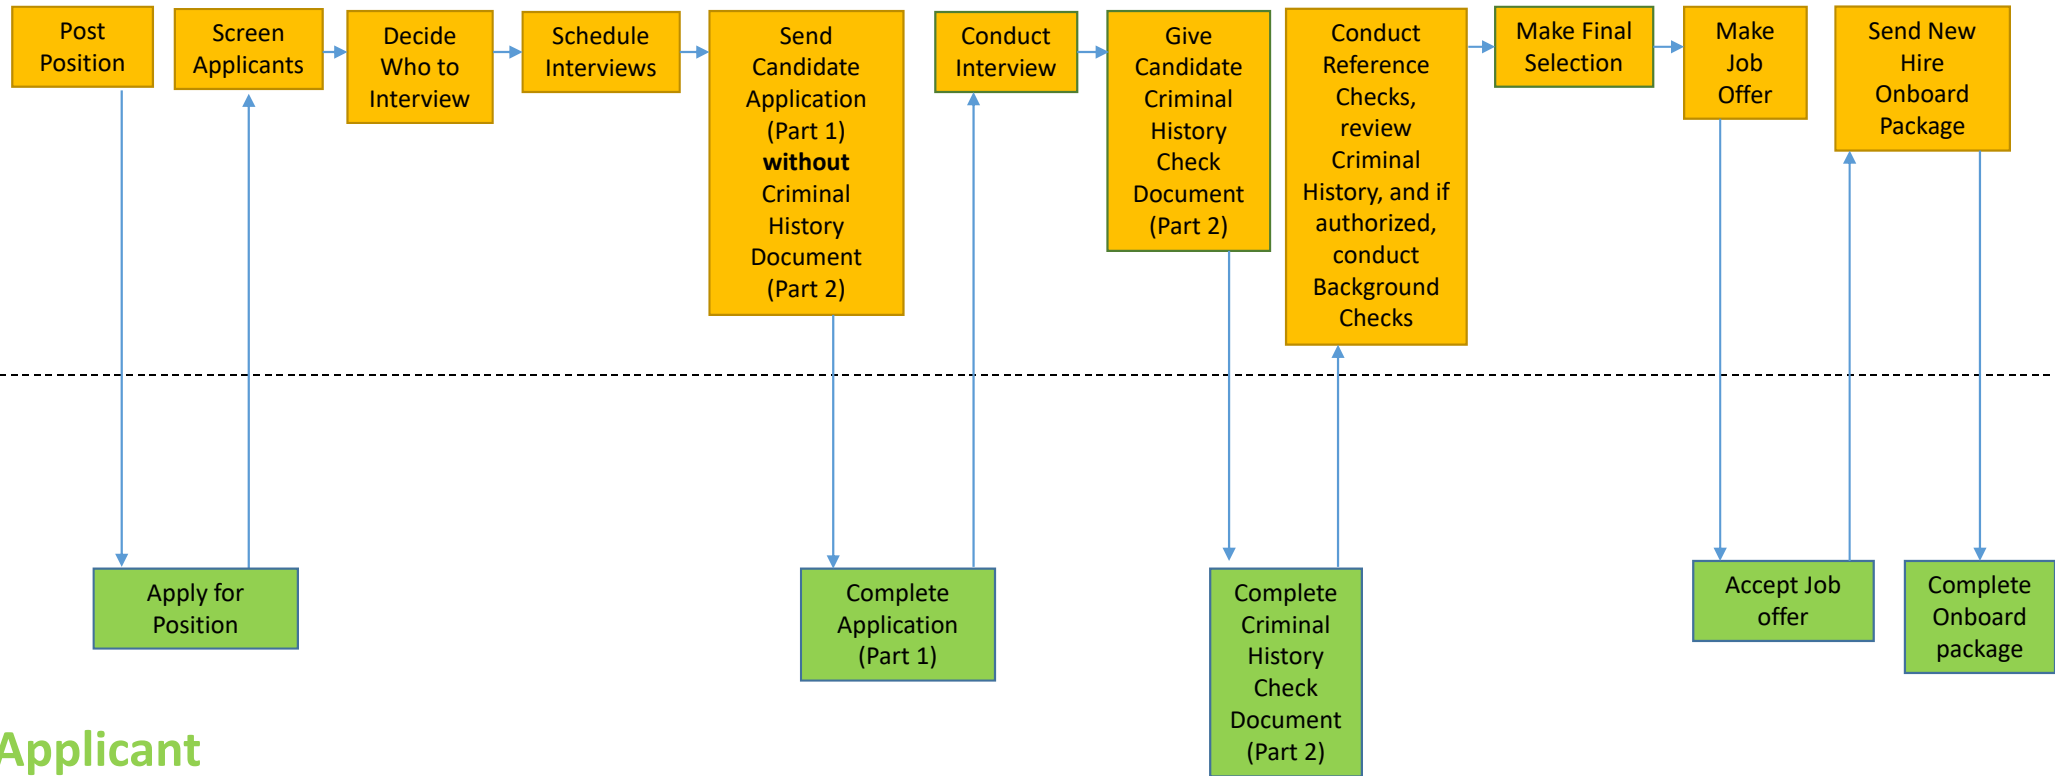 Post
Position
Screen
Applicants
Decide
Who to
Interview
Schedule
Interviews
Send
Candidate
Application
(Part 1)
without
Criminal
History
Document
(Part 2)
Conduct
Interview
Give
Candidate
Criminal
History
Check
Document
(Part 2)
Conduct
Reference
Checks,
review
Criminal
History, and if
authorized,
conduct
Background
Checks
Make Final
Selection
Make
Job
Offer
Send New
Hire
Onboard
Package
Apply for
Position
Complete
Application
(Part 1)
Complete
Criminal
History
Check
Document
(Part 2)
Accept Job
offer
Complete
Onboard
package
Applicant